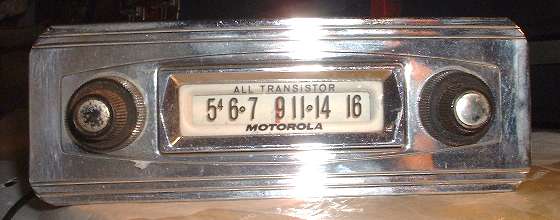 ALL TRANSISTOR
5⁴ 6•7 9 11•14 16
MOTOROLA